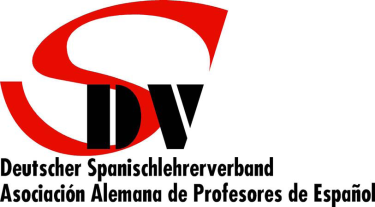 SDV
Deutscher Spanischlehrerverband
Asociación Alemana de Profesores de Español